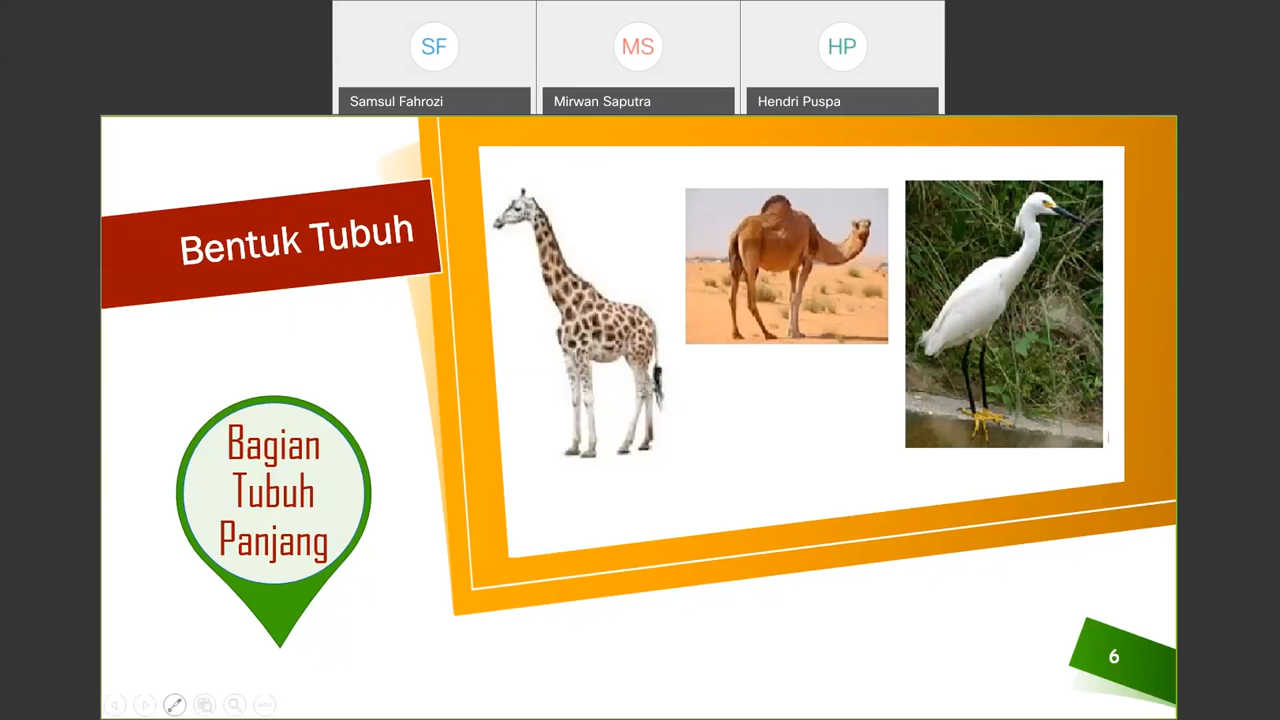 SF
MS
HP
Samsul Fahrozi
Mirwan Saputra
Hendri Puspa
Bentuk Tubuh
Bagian
Tubuh
Panjang
6